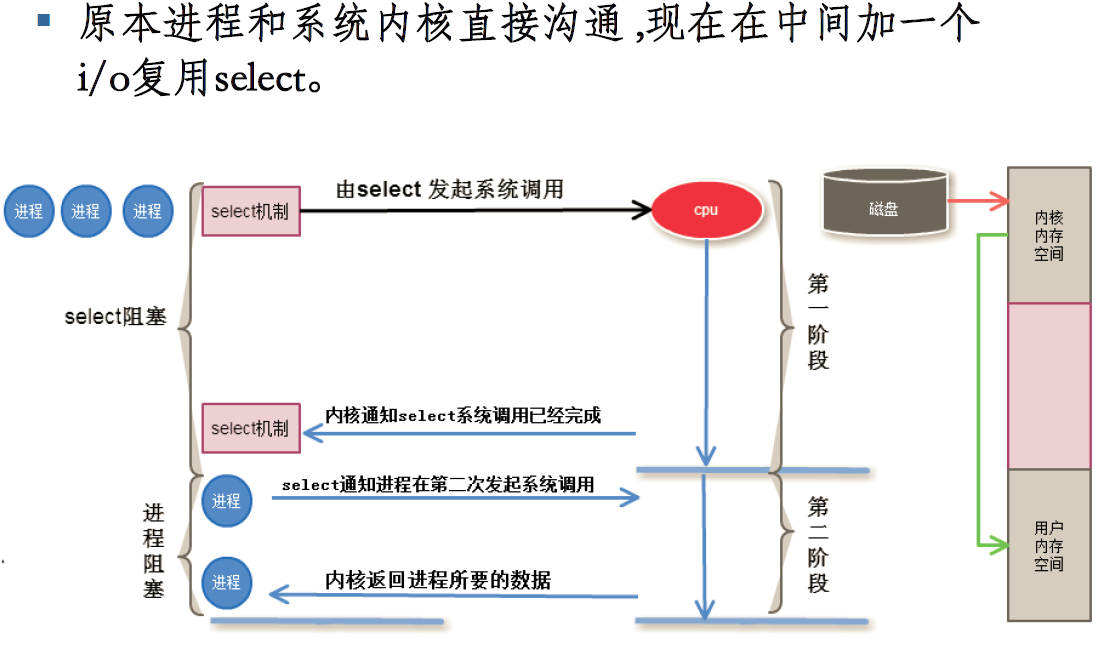 原本进程和系统内核直接沟通,现在在中间加一个
i/o复用select。
进程 进程 进程
select机制
由select 发起系统调用
cpu
磁盘
内核
内存
空间
第一阶段
select阻塞
select机制
内核通知select系统调用已经完成
进程阻塞
进程
select通知进程在第二次发起系统调用
第二阶段
用户
内存
空间
进程
内核返回进程所要的数据